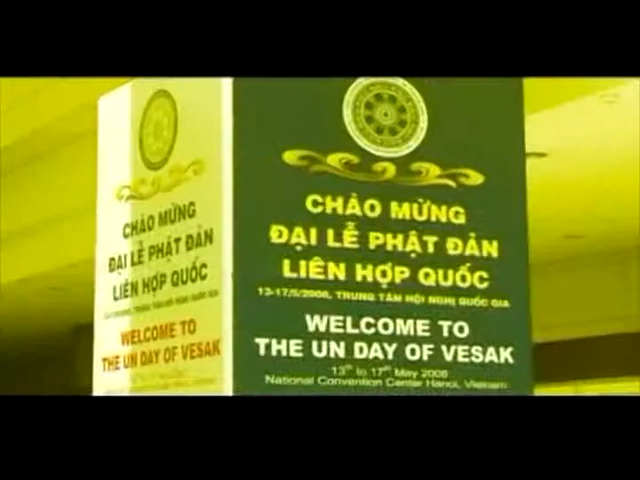 CHÀO MỪNG
ĐẠI LỄ PHẬT ĐẢN
LIÊN HỢP QUỐC
WELCOME TO
THE UN DAY OF VESAK
CHÀO MỪNG
ĐẠI LỄ PHẬT ĐẢN
LIÊN HỢP QUỐC
13-17/5/2008, TRUNG TÂM HỘI NGHỊ QUỐC GIA
WELCOME TO
THE UN DAY OF VESAK
13th to 17th May 2008
National Convention Center Hanoi, Vietnam